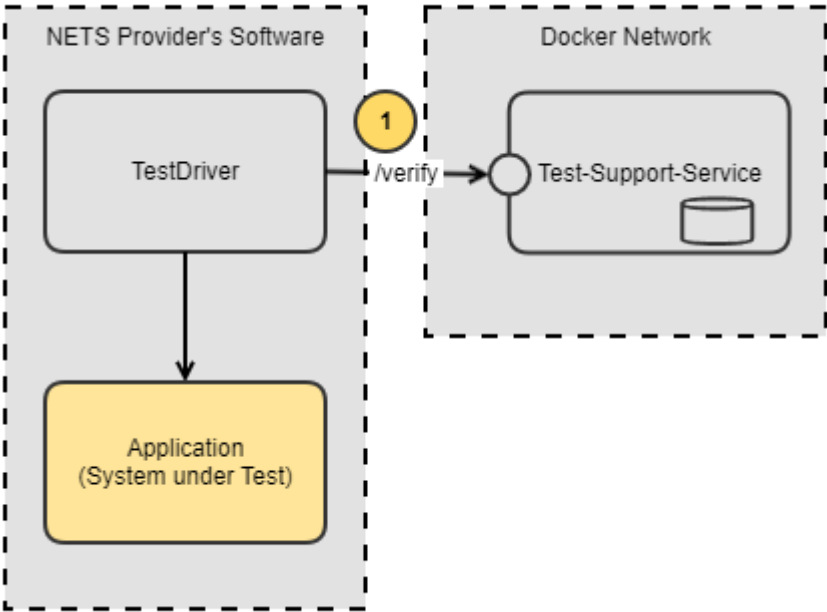 NETS Provider's Software
Docker Network
1
TestDriver
/verify
Test-Support-Service
Application
(System under Test)